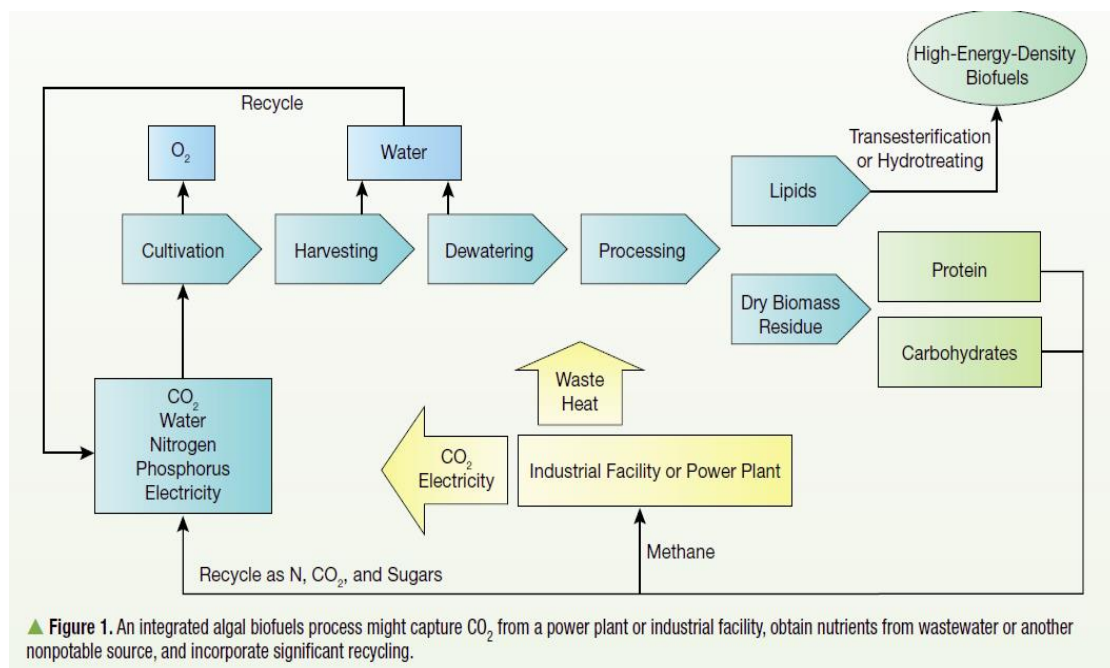 High-Energy-Density
Biofuels
Recycle
O₂
Water
Transesterification
or Hydrotreating
Lipids
Cultivation
Harvesting
Dewatering
Processing
Protein
Dry Biomass
Residue
Carbohydrates
Waste
Heat
CO₂
Water
Nitrogen
Phosphorus
Electricity
CO₂
Electricity
Industrial Facility or Power Plant
Methane
Recycle as N, CO₂, and Sugars
▲ Figure 1. An integrated algal biofuels process might capture CO₂ from a power plant or industrial facility, obtain nutrients from wastewater or another
nonpotable source, and incorporate significant recycling.